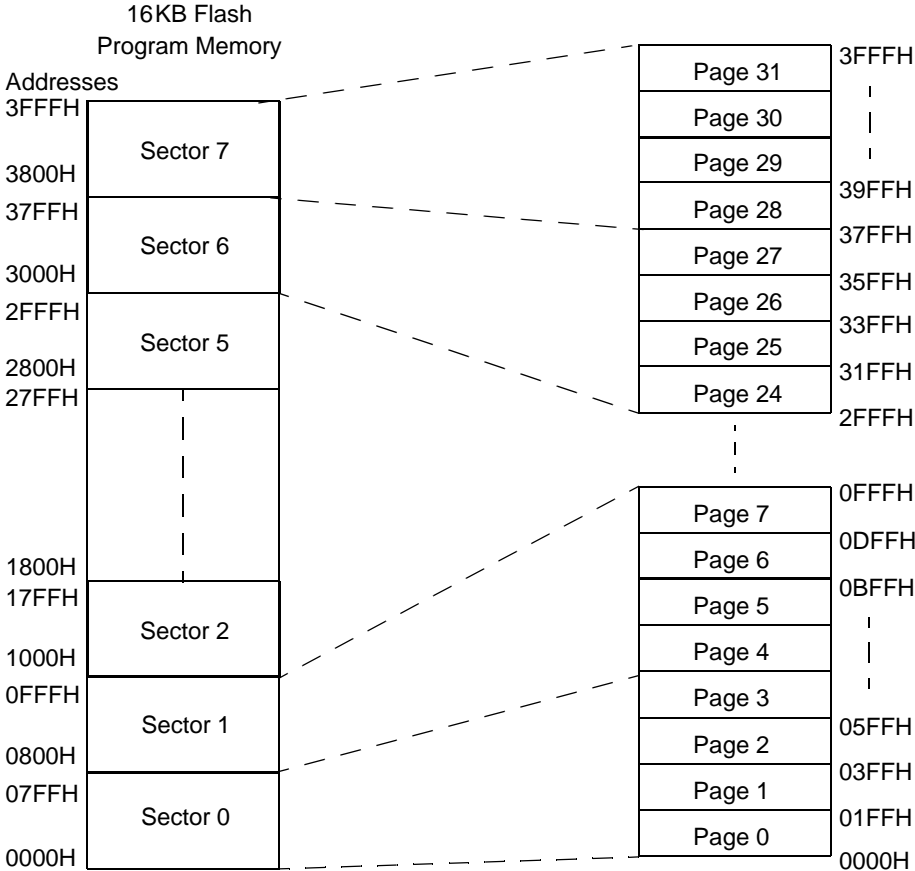 16KB Flash
Program Memory
Addresses
3FFFH
Sector 7
3800H
37FFH
Sector 6
3000H
2FFFH
Sector 5
2800H
27FFH
1800H
17FFH
Sector 2
1000H
0FFFH
Sector 1
0800H
07FFH
Sector 0
0000H
3FFFH
Page 31
Page 30
Page 29
39FFH
Page 28
37FFH
Page 27
35FFH
Page 26
33FFH
Page 25
31FFH
Page 24
2FFFH
0FFFH
Page 7
0DFFH
Page 6
0BFFH
Page 5
Page 4
Page 3
05FFH
Page 2
03FFH
Page 1
01FFH
Page 0
0000H